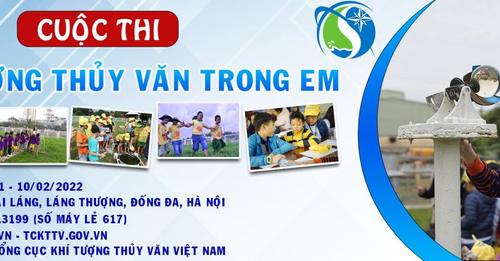 CUỘC THI
ỢNG THỦY VĂN TRONG EM
1 - 10/02/2022
ÁI LÁNG, LÁNG THƯỢNG, ĐỐNG ĐA, HÀ NỘI
.3199 (SỐ MÁY LẺ 617)
VN - TCKTTV.GOV.VN
ỔNG CỤC KHÍ TƯỢNG THỦY VĂN VIỆT NAM